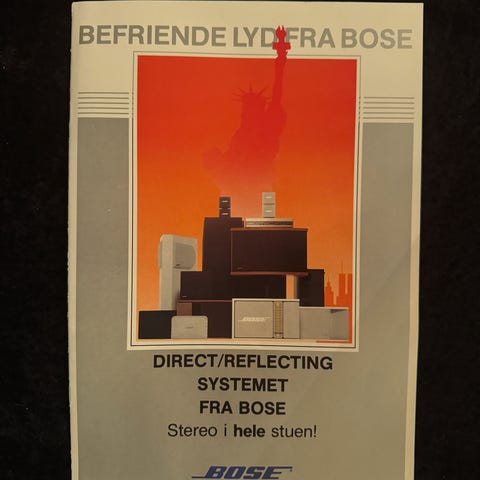 BEFRIENDE LYD FRA BOSE
BOSE
DIRECT/REFLECTING
SYSTEMET
FRA BOSE
Stereo i hele stuen!
BOSE